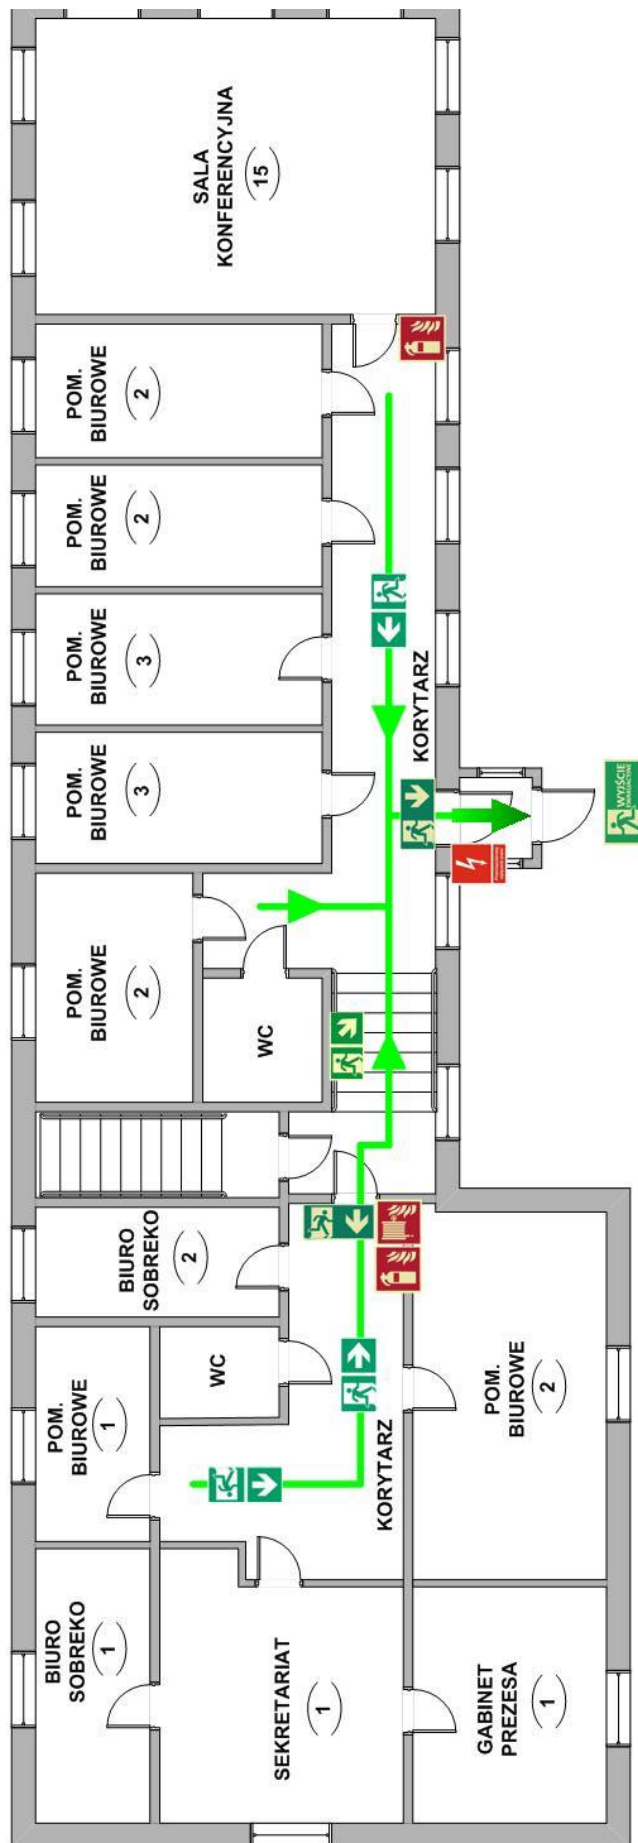 BIURO
SOBREKO
(1)
POM.
BIUROWE
(1)
BIURO
SOBREKO
(2)
POM.
BIUROWE
(2)
POM.
BIUROWE
(3)
POM.
BIUROWE
(3)
POM.
BIUROWE
(2)
POM.
BIUROWE
(2)
SALA
KONFERENCYJNA
(15)
WC
WC
SEKRETARIAT
(1)
KORYTARZ
KORYTARZ
GABINET
PREZESA
(1)
POM.
BIUROWE
(2)
WYJŚCIE
EWAKUACYJNE